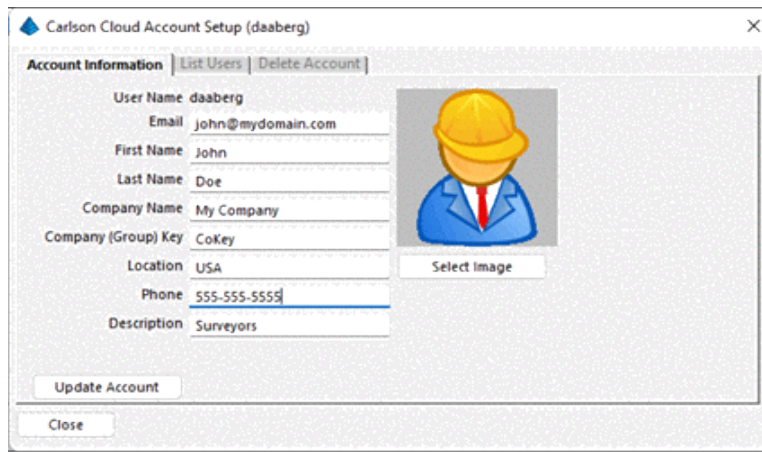 Carlson Cloud Account Setup (daaberg)
Account Information List Users Delete Account
User Name daaberg
Email john@mydomain.com
First Name John
Last Name Doe
Company Name My Company
Company (Group) Key CoKey
Location USA
Select Image
Phone 555-555-5555
Description Surveyors
Update Account
Close